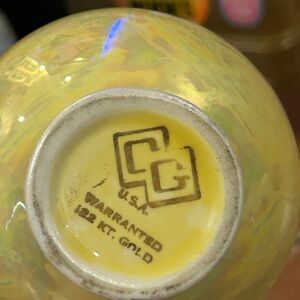 CG
U.S.A.
WARRANTED
122 KT. GOLD